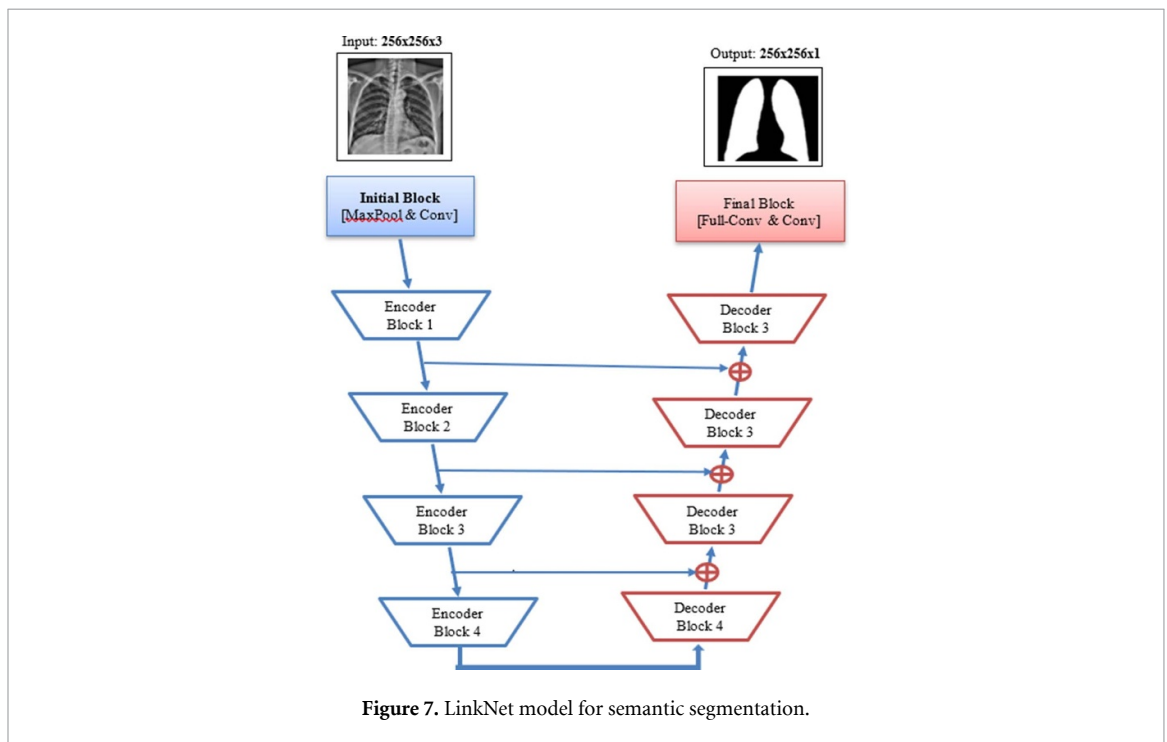 Input: 256x256x3
Output: 256x256x1
Initial Block
[MaxPool & Conv]
Final Block
[Full-Conv & Conv]
Encoder
Block 1
Decoder
Block 3
Encoder
Block 2
Decoder
Block 3
Encoder
Block 3
Decoder
Block 3
Encoder
Block 4
Decoder
Block 4
Figure 7. LinkNet model for semantic segmentation.